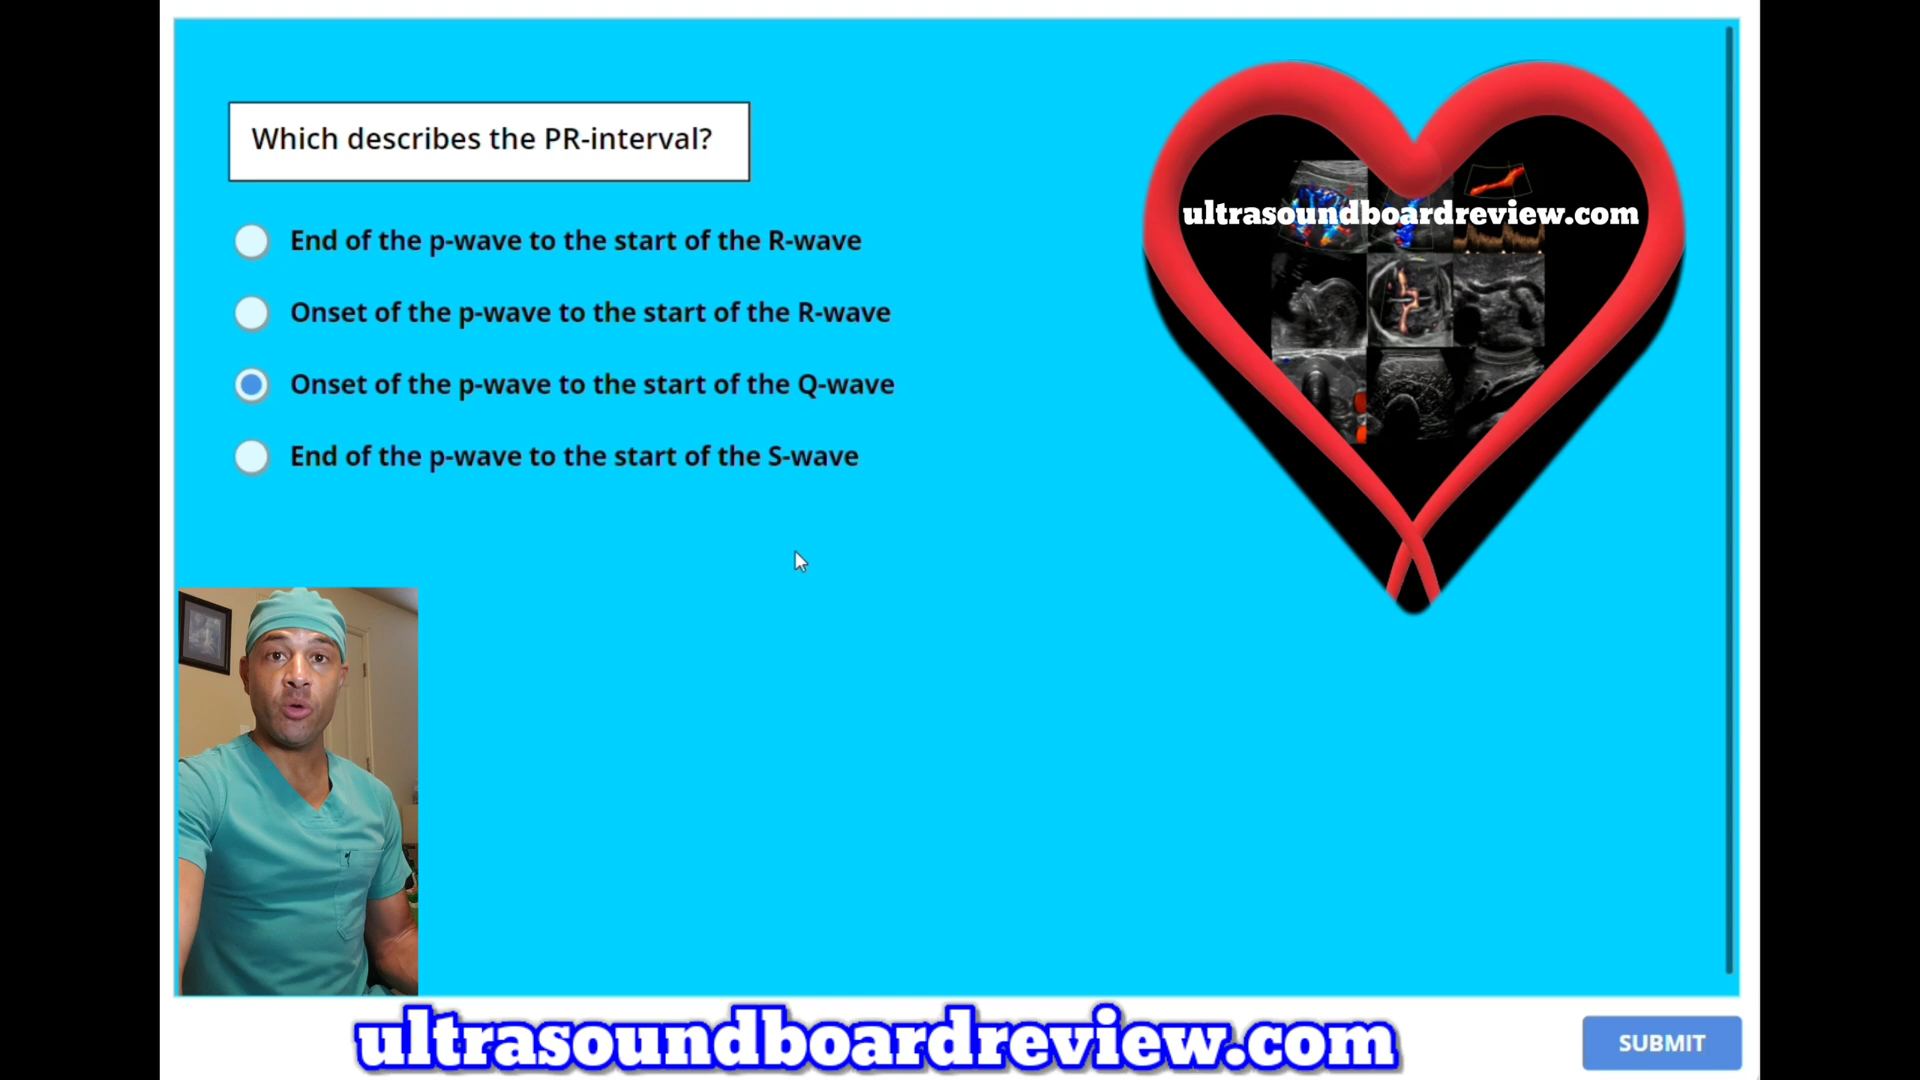 Which describes the PR-interval?
End of the p-wave to the start of the R-wave
Onset of the p-wave to the start of the R-wave
Onset of the p-wave to the start of the Q-wave
End of the p-wave to the start of the S-wave
ultrasoundboardreview.com
ultrasoundboardreview.com
SUBMIT